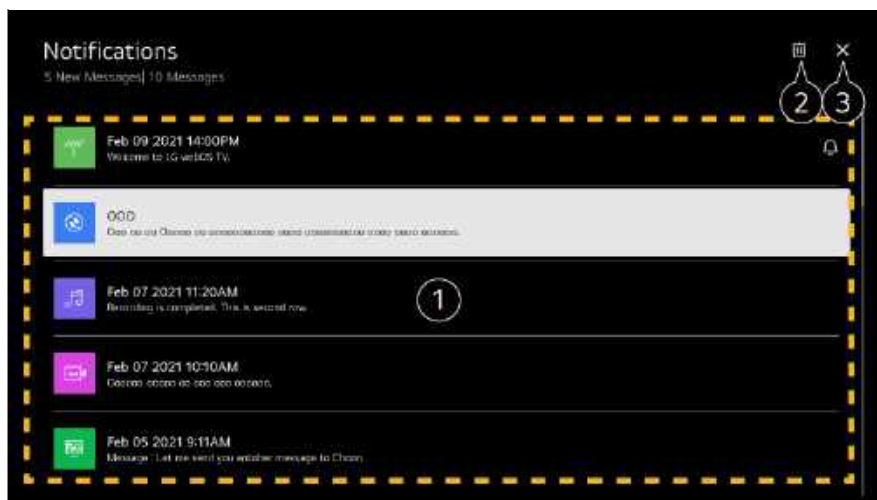 Notifications
5 New Messages| 10 Messages
2
3
Feb 09 2021 14:00PM
Welcome to LG webOS TV.
OOO
Feb 07 2021 11:20AM
Recording is completed. This is second row.
1
Feb 07 2021 10:10AM
Feb 05 2021 9:11AM
Message : Let me send you antoher message to Choon